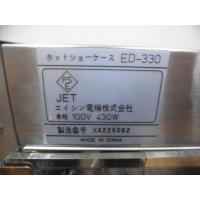 ホットショーケース ED-330
PSE
JET
エイシン電機株式会社
単相 100V 430W
製造番号 X4226062
MADE IN CHINA